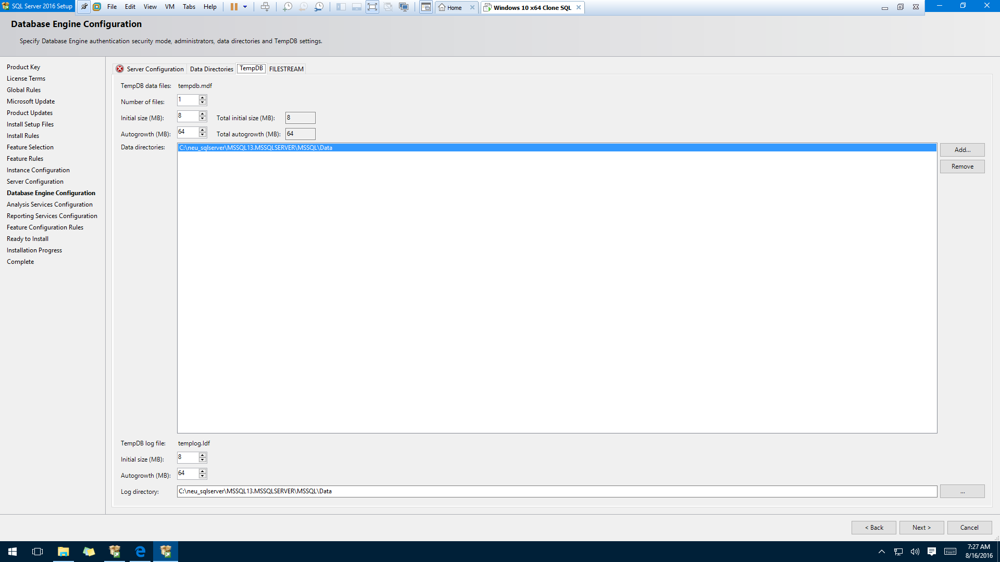 SQL Server 2016 Setup
File Edit View VM Tabs Help
Home
Windows 10 x64 Clone SQL
Database Engine Configuration
Specify Database Engine authentication security mode, administrators, data directories and TempDB settings.
Product Key
License Terms
Global Rules
Microsoft Update
Product Updates
Install Setup Files
Install Rules
Feature Selection
Feature Rules
Instance Configuration
Server Configuration
Database Engine Configuration
Analysis Services Configuration
Reporting Services Configuration
Feature Configuration Rules
Ready to Install
Installation Progress
Complete
Server Configuration Data Directories TempDB FILESTREAM
TempDB data files: tempdb.mdf
Number of files: 1
Initial size (MB): 8 Total initial size (MB): 8
Autogrowth (MB): 64 Total autogrowth (MB): 64
Data directories: C:\neu_sqlserver\MSSQL13.MSSQLSERVER\MSSQL\Data
Add...
Remove
TempDB log file: templog.ldf
Initial size (MB): 8
Autogrowth (MB): 64
Log directory: C:\neu_sqlserver\MSSQL13.MSSQLSERVER\MSSQL\Data ...
< Back Next > Cancel
7:27 AM
8/16/2016